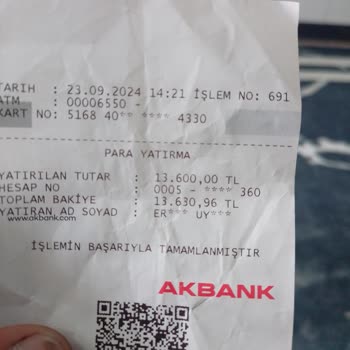 TARIH : 23.09.2024 14:21 İŞLEM NO: 691
ATM : 00006550 -
KART NO: 5168 40** **** 4330
PARA YATIRMA
YATIRILAN TUTAR : 13.600,00 TL
HESAP NO : 0005 - **** 360
TOPLAM BAKİYE : 13.630,96 TL
YATIRAN AD SOYAD : ER*** UY***
www.akbank.com
İŞLEMİN BAŞARIYLA TAMAMLANMIŞTIR
AKBANK